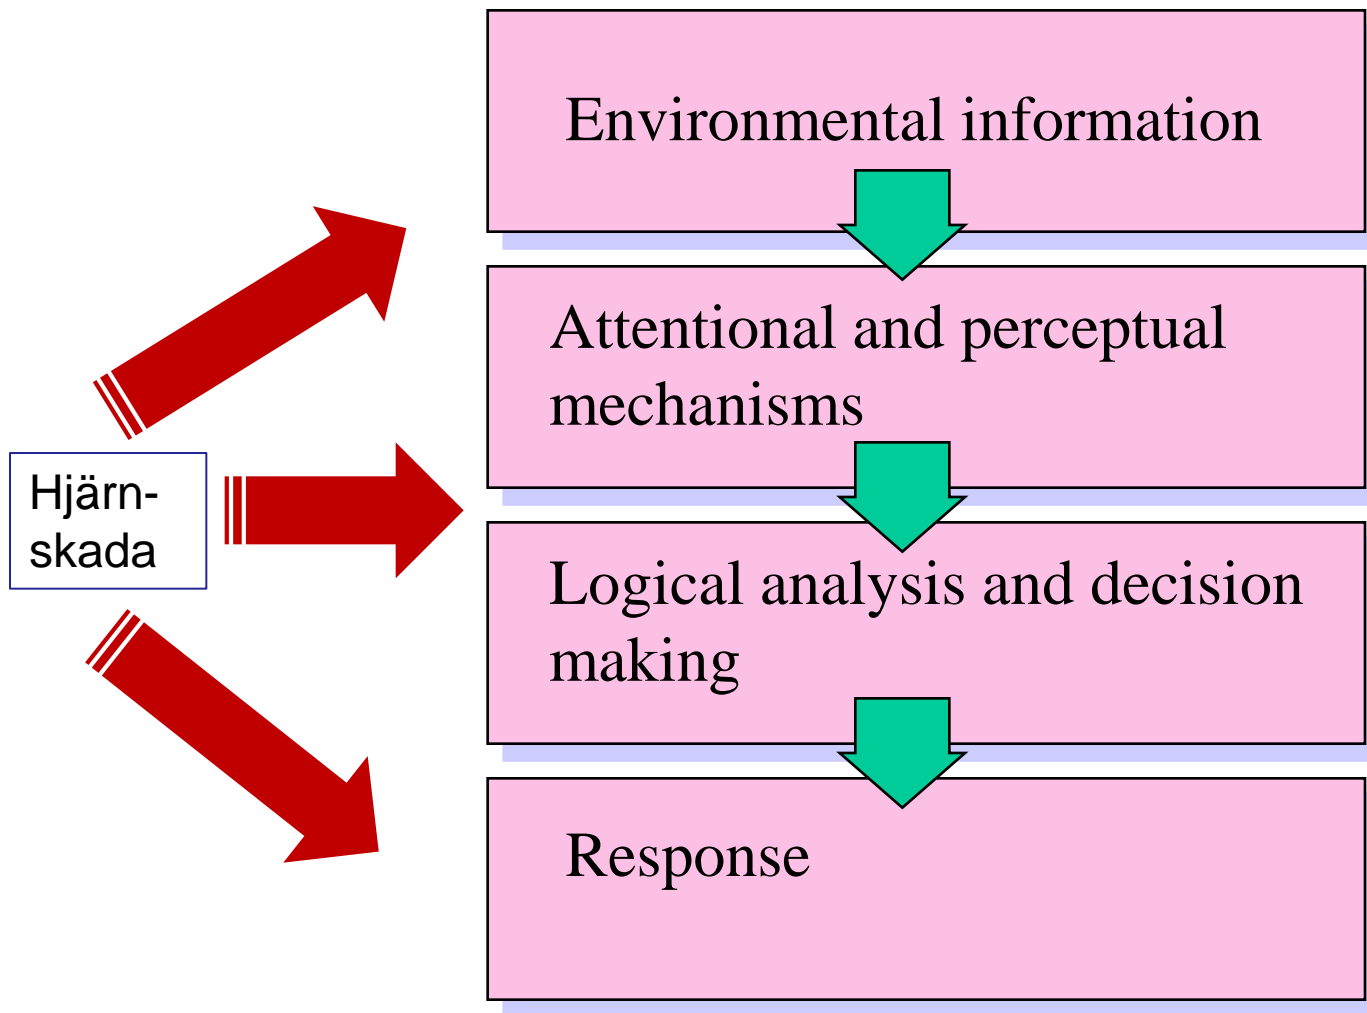 Environmental information
Attentional and perceptual
mechanisms
Hjärn-
skada
Logical analysis and decision
making
Response